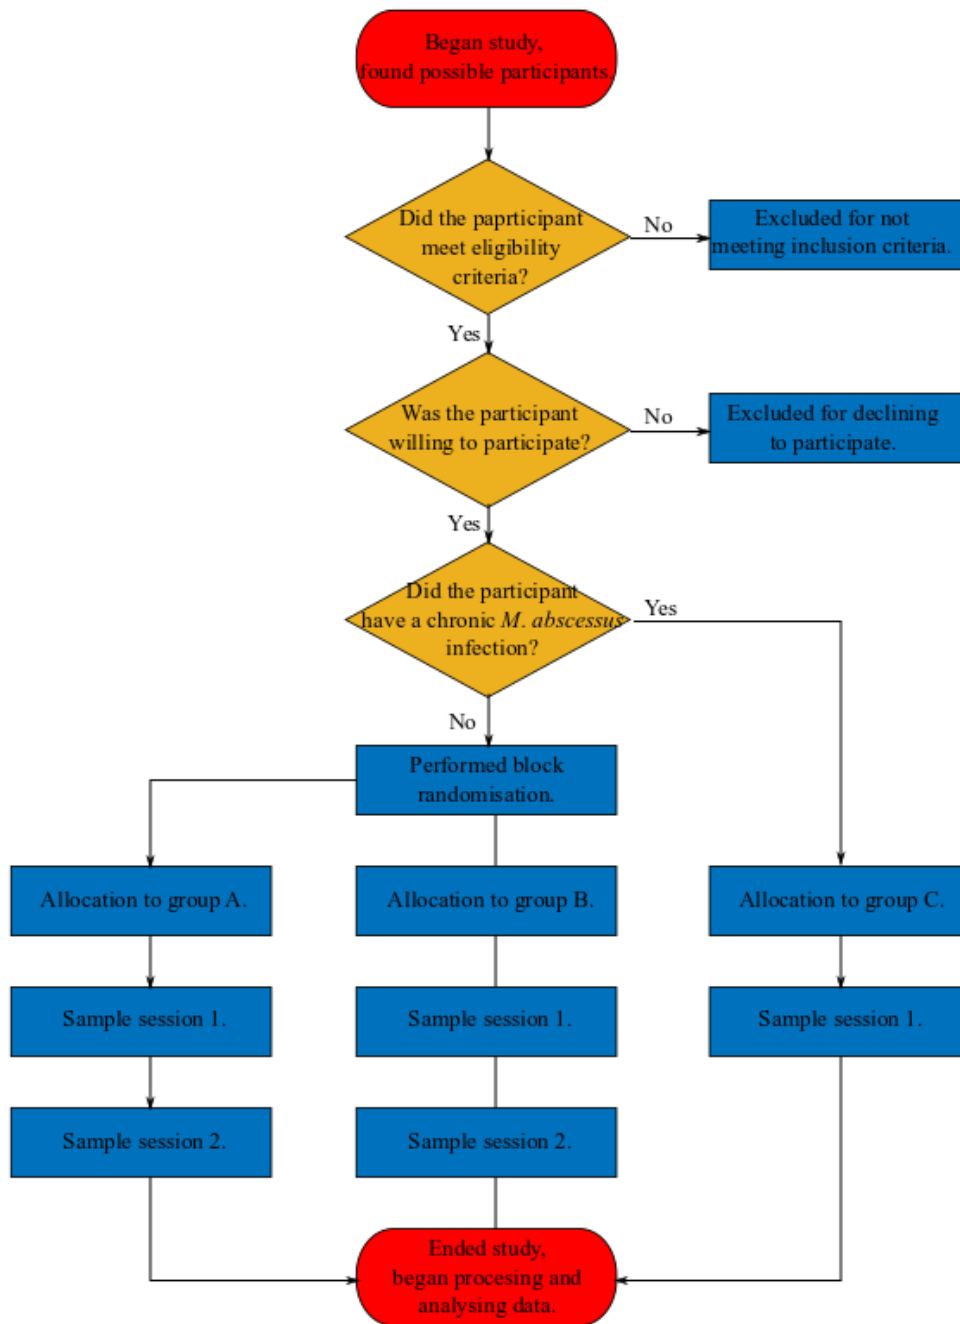 Began study,
found possible participants.
Did the paprticipant
meet eligibility
criteria?
No
Excluded for not
meeting inclusion criteria.
Yes
Was the participant
willing to participate?
No
Excluded for declining
to participate.
Yes
Did the participant
have a chronic M. abscessus
infection?
Yes
No
Performed block
randomisation.
Allocation to group A.
Allocation to group B.
Allocation to group C.
Sample session 1.
Sample session 1.
Sample session 1.
Sample session 2.
Sample session 2.
Ended study,
began procesing and
analysing data.